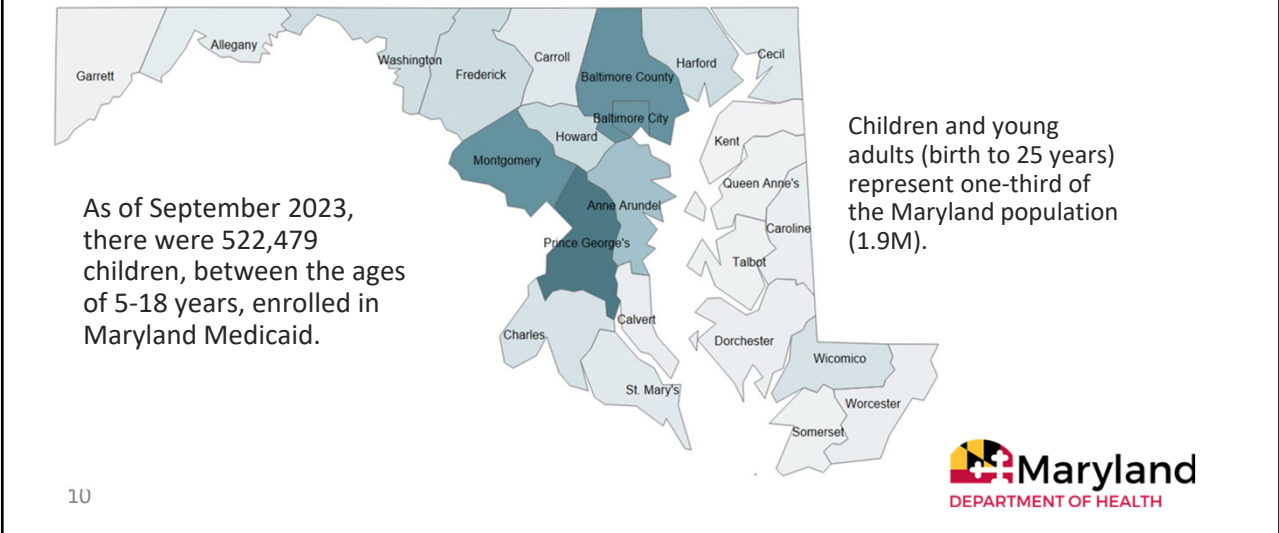 Garrett
Allegany
Washington
Frederick
Carroll
Baltimore County
Harford
Cecil
Baltimore City
Howard
Montgomery
Anne Arundel
Prince George's
Kent
Queen Anne's
Caroline
Talbot
Calvert
Charles
St. Mary's
Dorchester
Wicomico
Worcester
Somerset
As of September 2023,
there were 522,479
children, between the ages
of 5-18 years, enrolled in
Maryland Medicaid.
Children and young
adults (birth to 25 years)
represent one-third of
the Maryland population
(1.9M).
10
Maryland
DEPARTMENT OF HEALTH